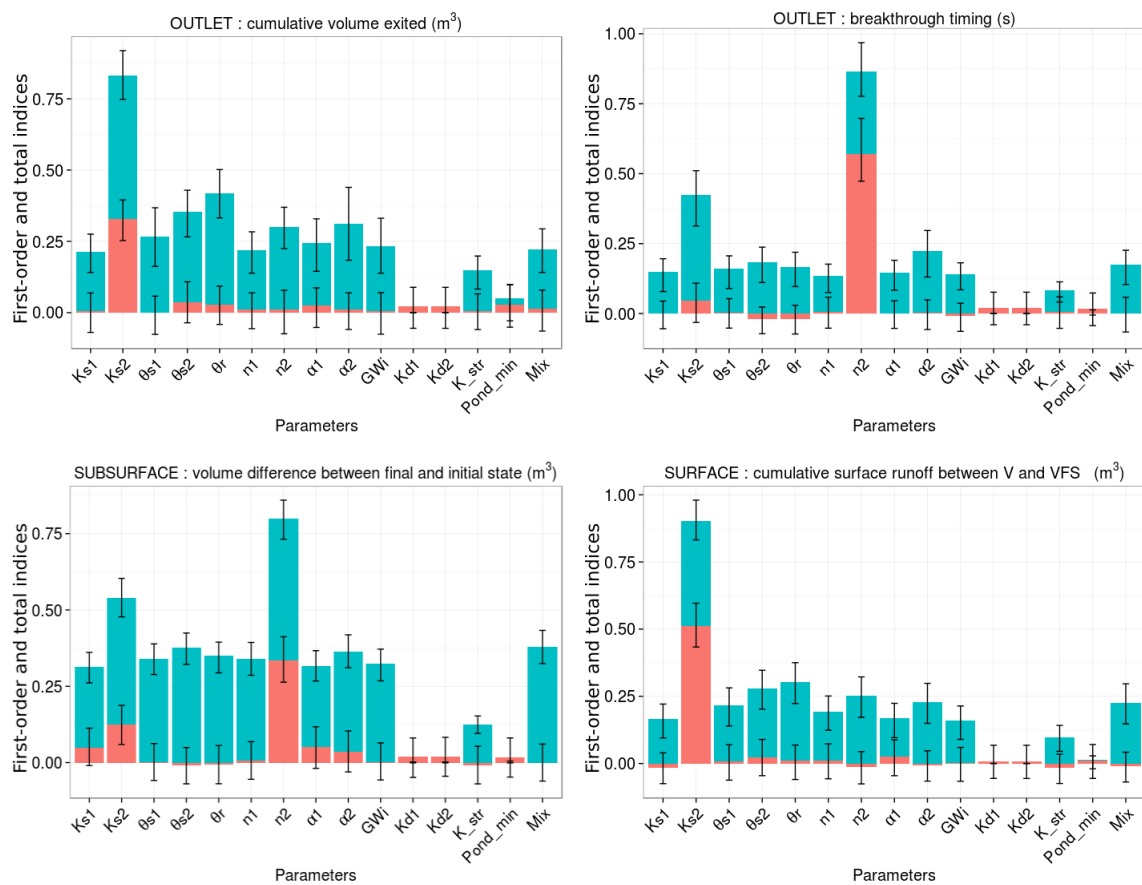 OUTLET : cumulative volume exited (m³)
First-order and total indices
0.75
0.50
0.25
0.00
Ks1 Ks2 θs1 θs2 θr n1 n2 α1 α2 GWi Kd1 Kd2 K_str Pond_min Mix
Parameters
OUTLET : breakthrough timing (s)
First-order and total indices
1.00
0.75
0.50
0.25
0.00
Ks1 Ks2 θs1 θs2 θr n1 n2 α1 α2 GWi Kd1 Kd2 K_str Pond_min Mix
Parameters
SUBSURFACE : volume difference between final and initial state (m³)
First-order and total indices
0.75
0.50
0.25
0.00
Ks1 Ks2 θs1 θs2 θr n1 n2 α1 α2 GWi Kd1 Kd2 K_str Pond_min Mix
Parameters
SURFACE : cumulative surface runoff between V and VFS (m³)
First-order and total indices
1.00
0.75
0.50
0.25
0.00
Ks1 Ks2 θs1 θs2 θr n1 n2 α1 α2 GWi Kd1 Kd2 K_str Pond_min Mix
Parameters